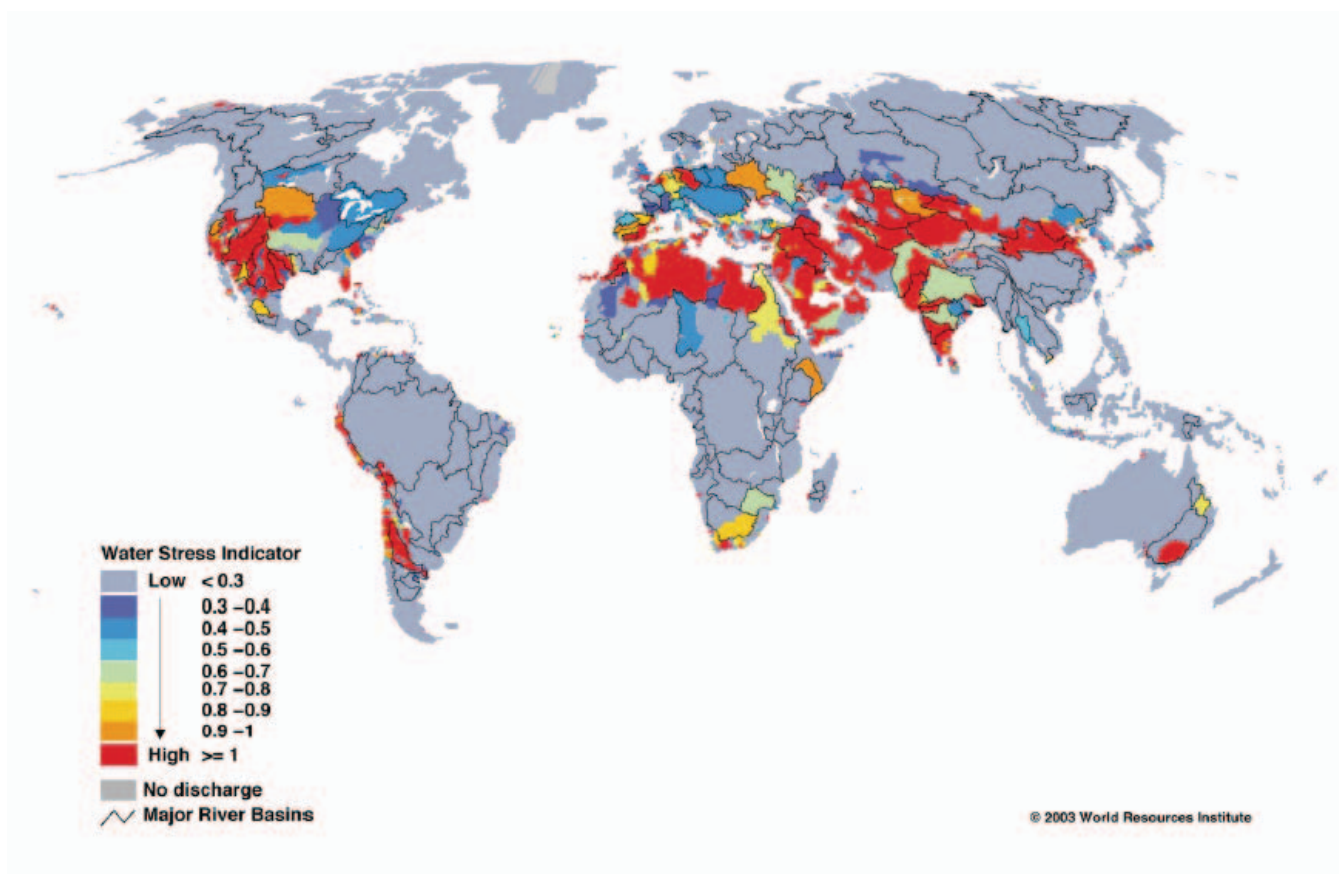 Water Stress Indicator
Low < 0.3
0.3 –0.4
0.4 –0.5
0.5 –0.6
0.6 –0.7
0.7 –0.8
0.8 –0.9
0.9 –1
High >= 1
No discharge
Major River Basins
© 2003 World Resources Institute